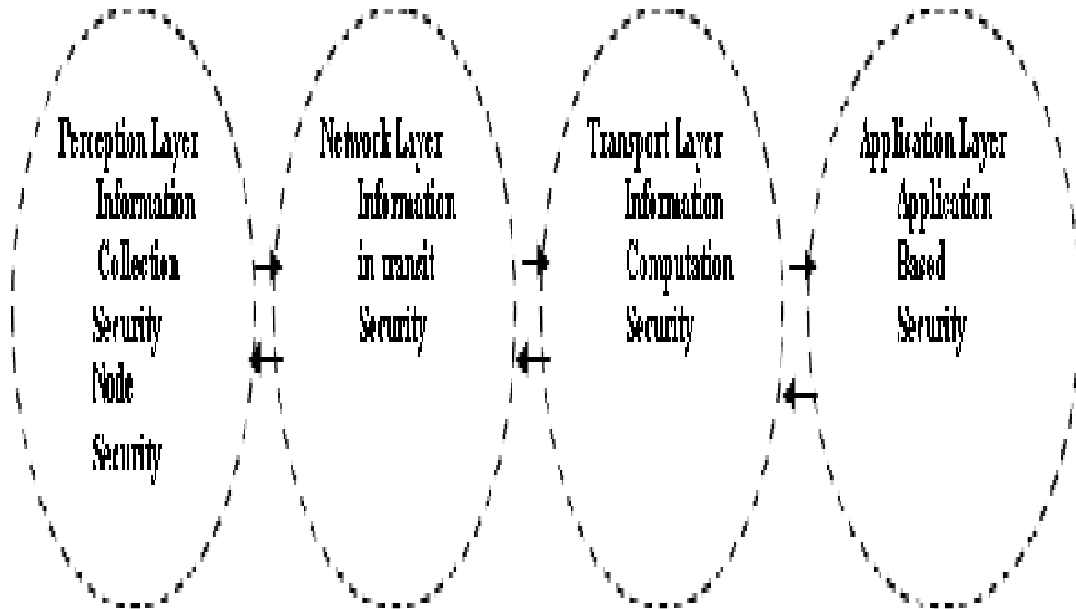 Perception Layer
Information
Collection
Security
Node
Security
Network Layer
Information
in transit
Security
Transport Layer
Information
Computation
Security
Application Layer
Application
Based
Security